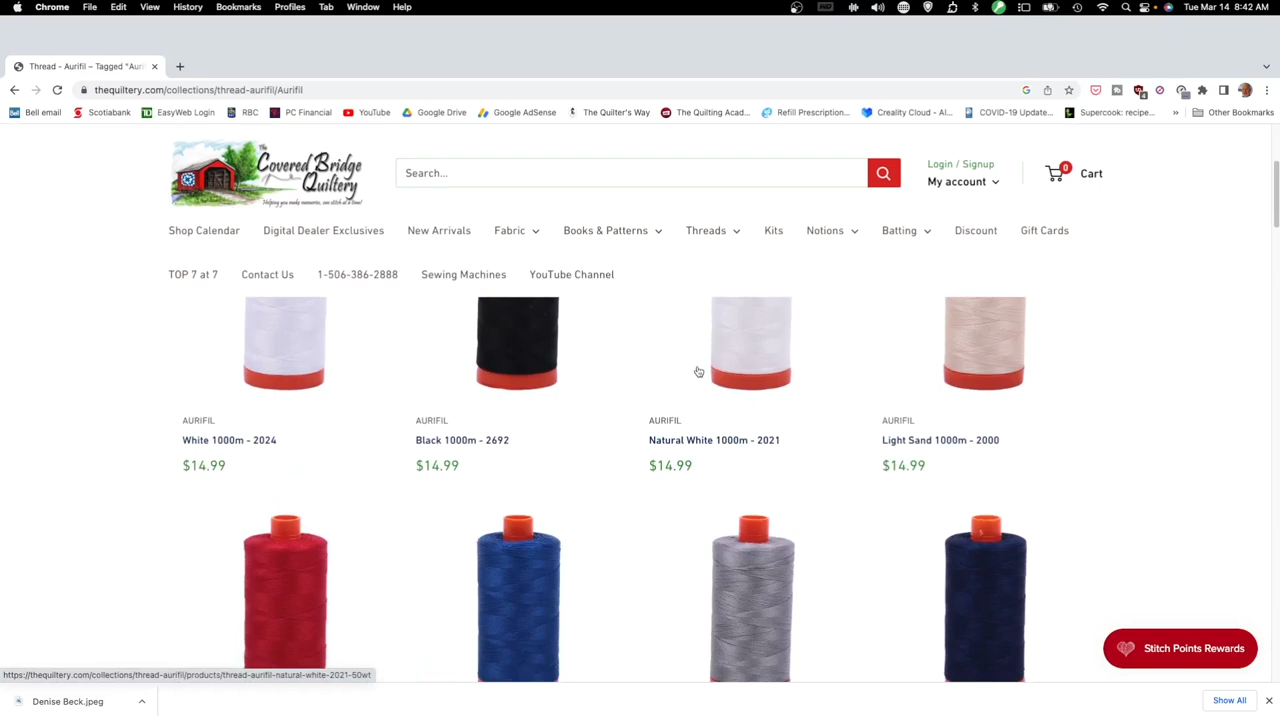 Chrome File Edit View History Bookmarks Profiles Tab Window Help Tue Mar 14 8:42 AM
Thread - Aurifil – Tagged "Auri
thequiltery.com/collections/thread-aurifil/Aurifil
Bell email Scotiabank EasyWeb Login RBC PC Financial YouTube Google Drive Google AdSense The Quilter's Way The Quilting Acad... Refill Prescription... Creality Cloud - Al... COVID-19 Update... Supercook: recipe... » Other Bookmarks
The Covered Bridge Quiltery
Helping you make memories, one stitch at a time!
Search...
Login / Signup
My account
0
Cart
Shop Calendar Digital Dealer Exclusives New Arrivals Fabric Books & Patterns Threads Kits Notions Batting Discount Gift Cards
TOP 7 at 7 Contact Us 1-506-386-2888 Sewing Machines YouTube Channel
AURIFIL AURIFIL AURIFIL AURIFIL
White 1000m - 2024 Black 1000m - 2692 Natural White 1000m - 2021 Light Sand 1000m - 2000
$14.99 $14.99 $14.99 $14.99
Stitch Points Rewards
https://thequiltery.com/collections/thread-aurifil/products/thread-aurifil-natural-white-2021-50wt
Denise Beck.jpeg
Show All